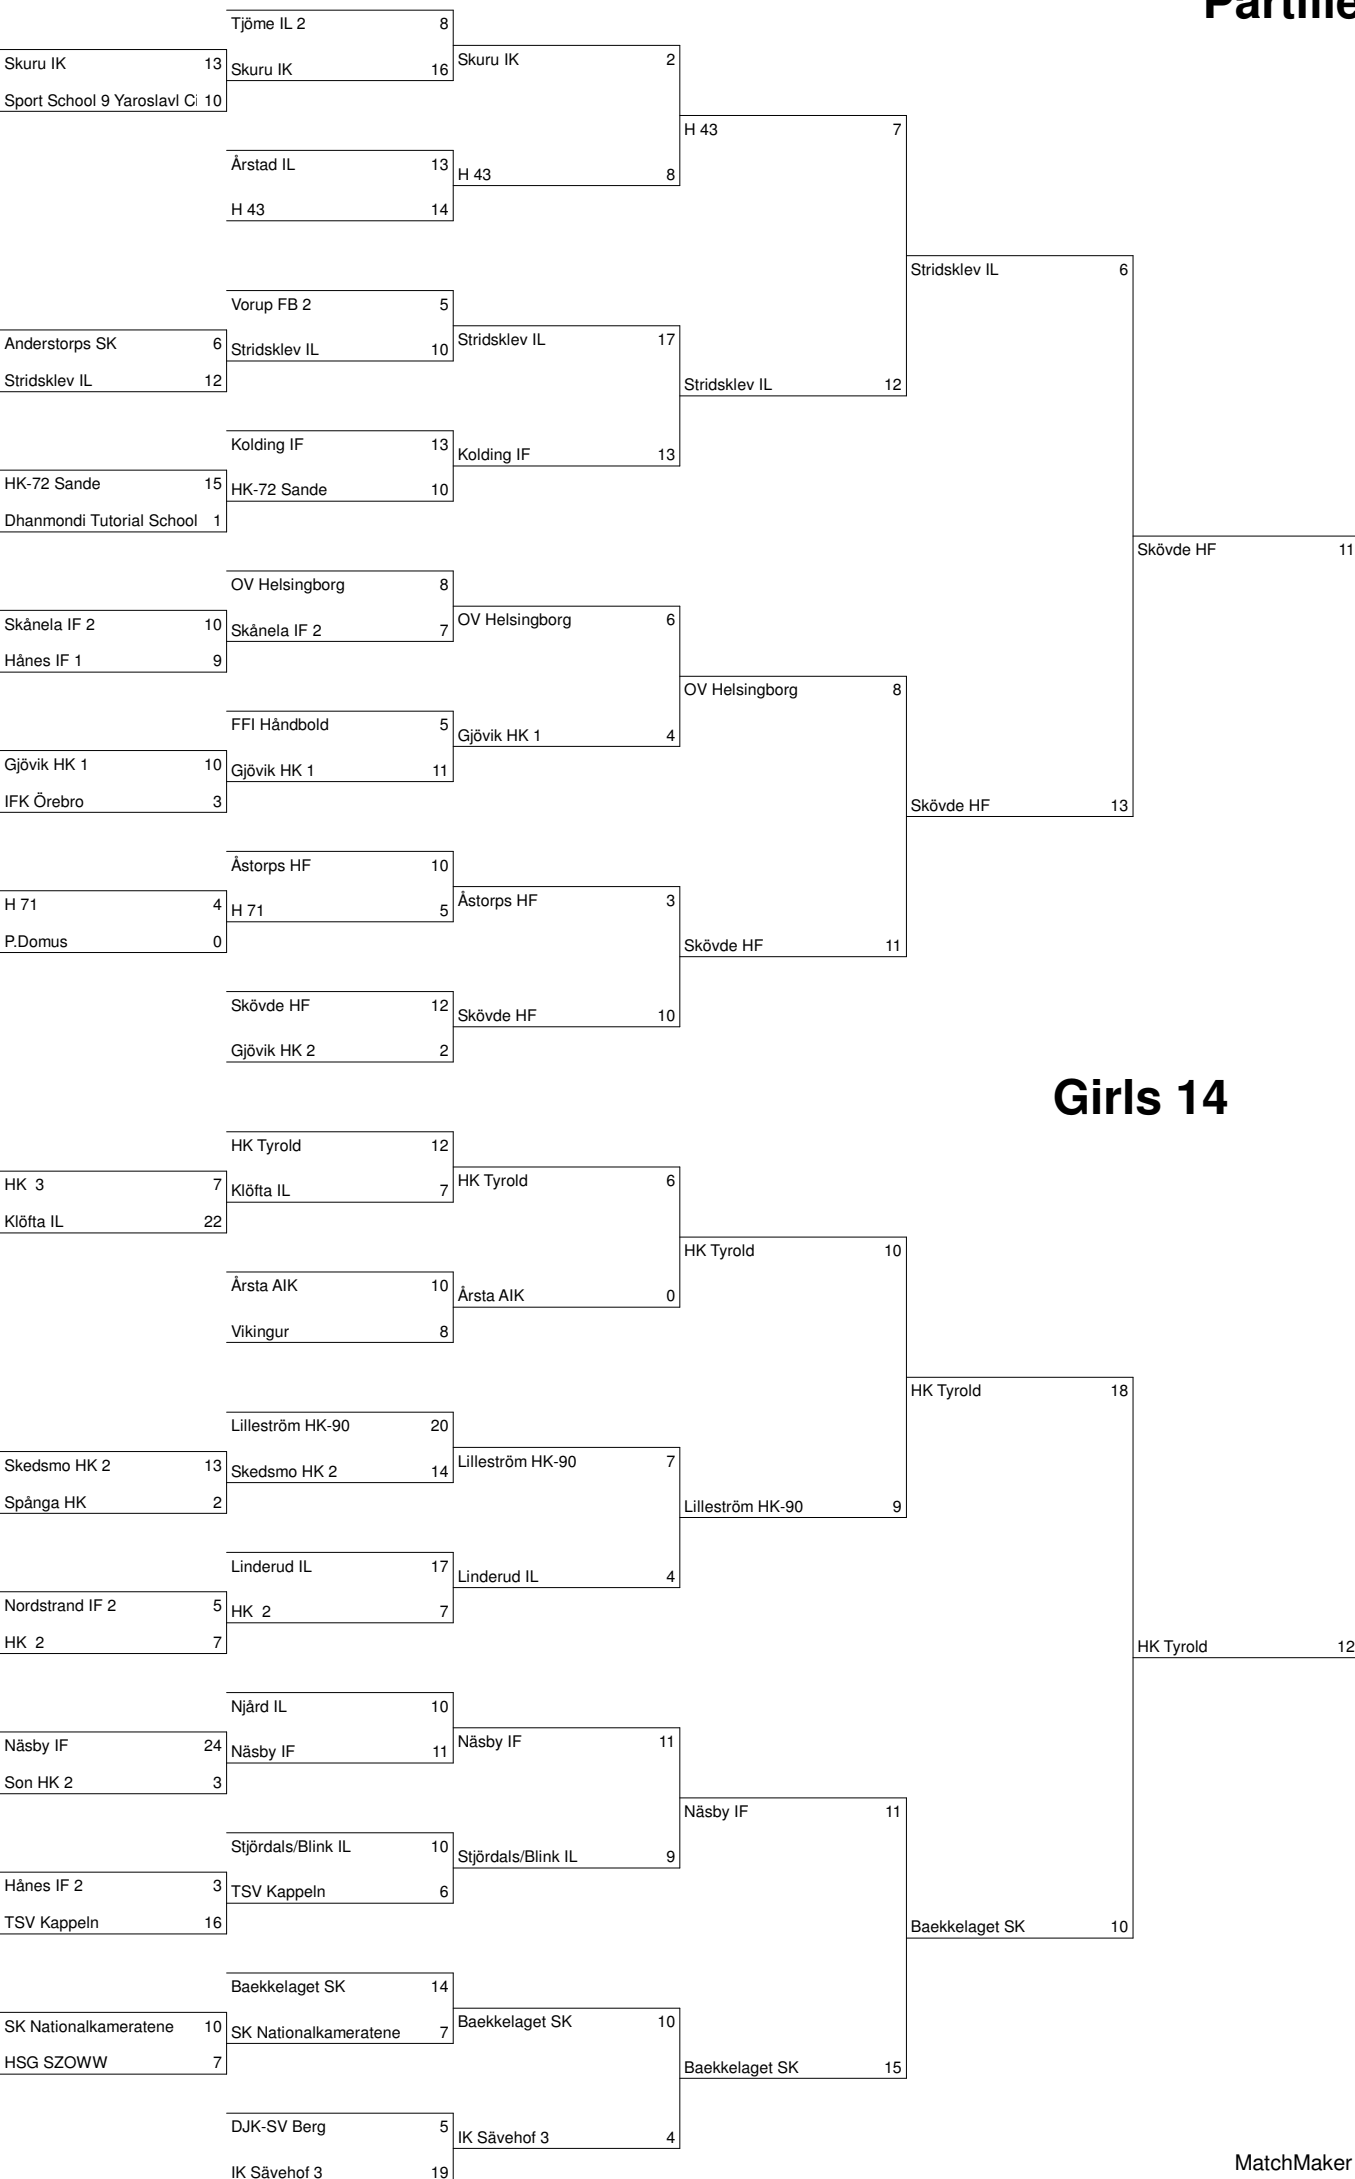 Partille
Tjöme IL 2 8
Skuru IK 13
Skuru IK 16
Skuru IK 2
Sport School 9 Yaroslavl Ci 10
H 43 7
Årstad IL 13
H 43 8
H 43 14
Stridsklev IL 6
Vorup FB 2 5
Anderstorps SK 6
Stridsklev IL 10
Stridsklev IL 17
Stridsklev IL 12
Stridsklev IL 12
Kolding IF 13
Kolding IF 13
HK-72 Sande 15
HK-72 Sande 10
Dhanmondi Tutorial School 1
Skövde HF 11
OV Helsingborg 8
Skånela IF 2 10
Skånela IF 2 7
OV Helsingborg 6
Hånes IF 1 9
OV Helsingborg 8
FFI Håndbold 5
Gjövik HK 1 4
Gjövik HK 1 10
Gjövik HK 1 11
IFK Örebro 3
Skövde HF 13
Åstorps HF 10
H 71 4
H 71 5
Åstorps HF 3
P.Domus 0
Skövde HF 11
Skövde HF 12
Skövde HF 10
Gjövik HK 2 2
Girls 14
HK Tyrold 12
HK 3 7
Klöfta IL 7
HK Tyrold 6
Klöfta IL 22
HK Tyrold 10
Årsta AIK 10
Årsta AIK 0
Vikingur 8
HK Tyrold 18
Lilleström HK-90 20
Skedsmo HK 2 13
Skedsmo HK 2 14
Lilleström HK-90 7
Spånga HK 2
Lilleström HK-90 9
Linderud IL 17
Linderud IL 4
Nordstrand IF 2 5
HK 2 7
HK 2 7
HK Tyrold 12
Njård IL 10
Näsby IF 24
Näsby IF 11
Näsby IF 11
Son HK 2 3
Näsby IF 11
Stjördals/Blink IL 10
Stjördals/Blink IL 9
Hånes IF 2 3
TSV Kappeln 6
TSV Kappeln 16
Baekkelaget SK 10
Baekkelaget SK 14
SK Nationalkameratene 10
SK Nationalkameratene 7
Baekkelaget SK 10
HSG SZOWW 7
Baekkelaget SK 15
DJK-SV Berg 5
IK Sävehof 3 4
IK Sävehof 3 19
MatchMaker